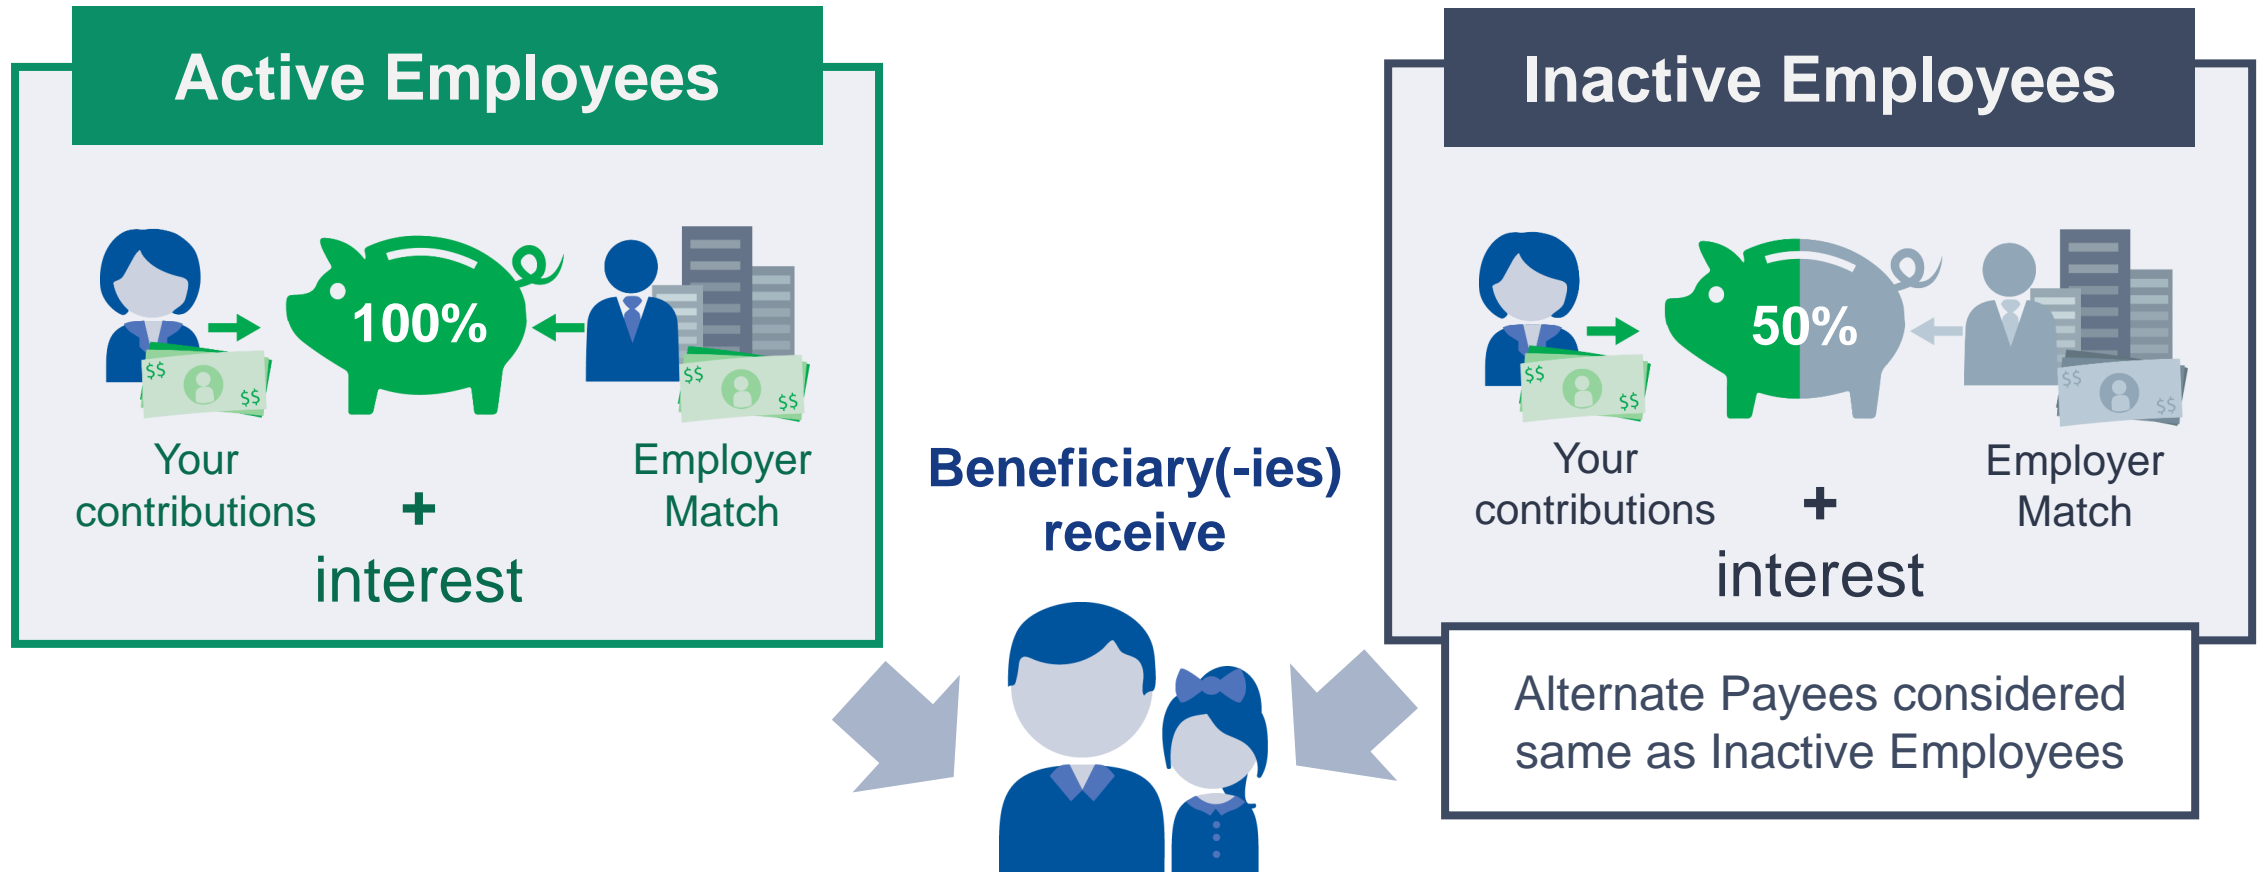 Active Employees
100%
$$
$$
$$
$$
Your
contributions
+
Employer
Match
interest
Beneficiary(-ies)
receive
Inactive Employees
50%
$$
$$
$$
$$
Your
contributions
+
Employer
Match
interest
Alternate Payees considered
same as Inactive Employees